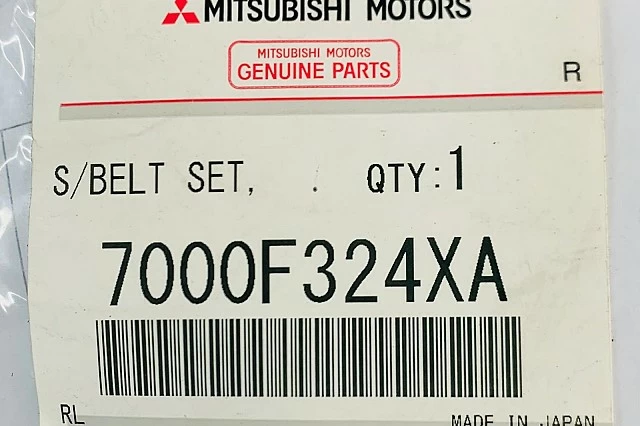 MITSUBISHI MOTORS
MITSUBISHI MOTORS
GENUINE PARTS
R
S/BELT SET, . QTY:1
7000F324XA
RL
MADE IN JAPAN